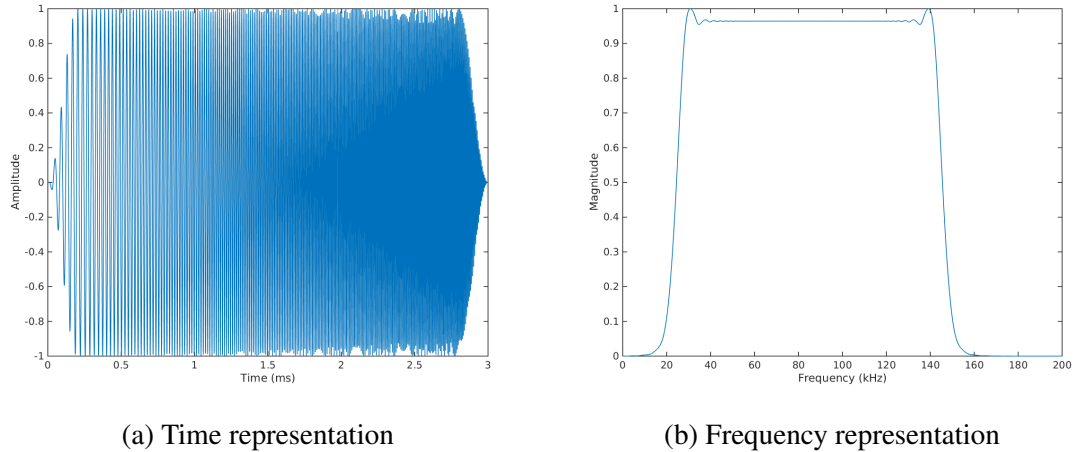 1
0.8
0.6
0.4
0.2
0
-0.2
-0.4
-0.6
-0.8
-1
Amplitude
0 0.5 1 1.5 2 2.5 3
Time (ms)
(a) Time representation
1
0.9
0.8
0.7
0.6
0.5
0.4
0.3
0.2
0.1
0
Magnitude
0 20 40 60 80 100 120 140 160 180 200
Frequency (kHz)
(b) Frequency representation